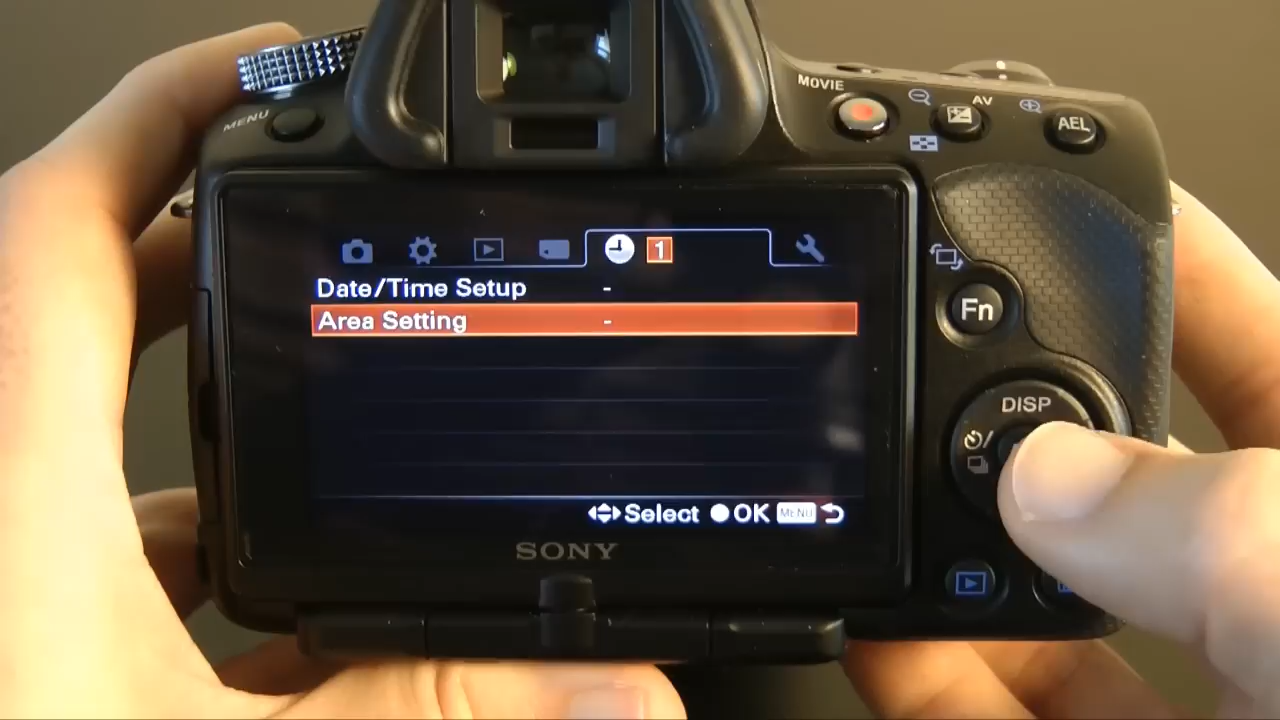 MENU
MOVIE
AV
AEL
1
Date/Time Setup -
Area Setting -
Fn
DISP
Select OK MENU
SONY